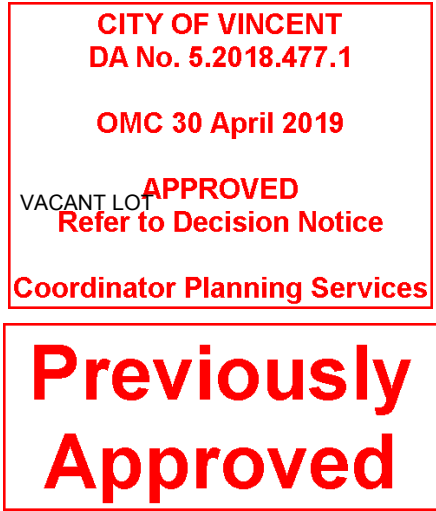 CITY OF VINCENT
DA No. 5.2018.477.1
OMC 30 April 2019
APPROVED
VACANT LOT
Refer to Decision Notice
Coordinator Planning Services
Previously
Approved